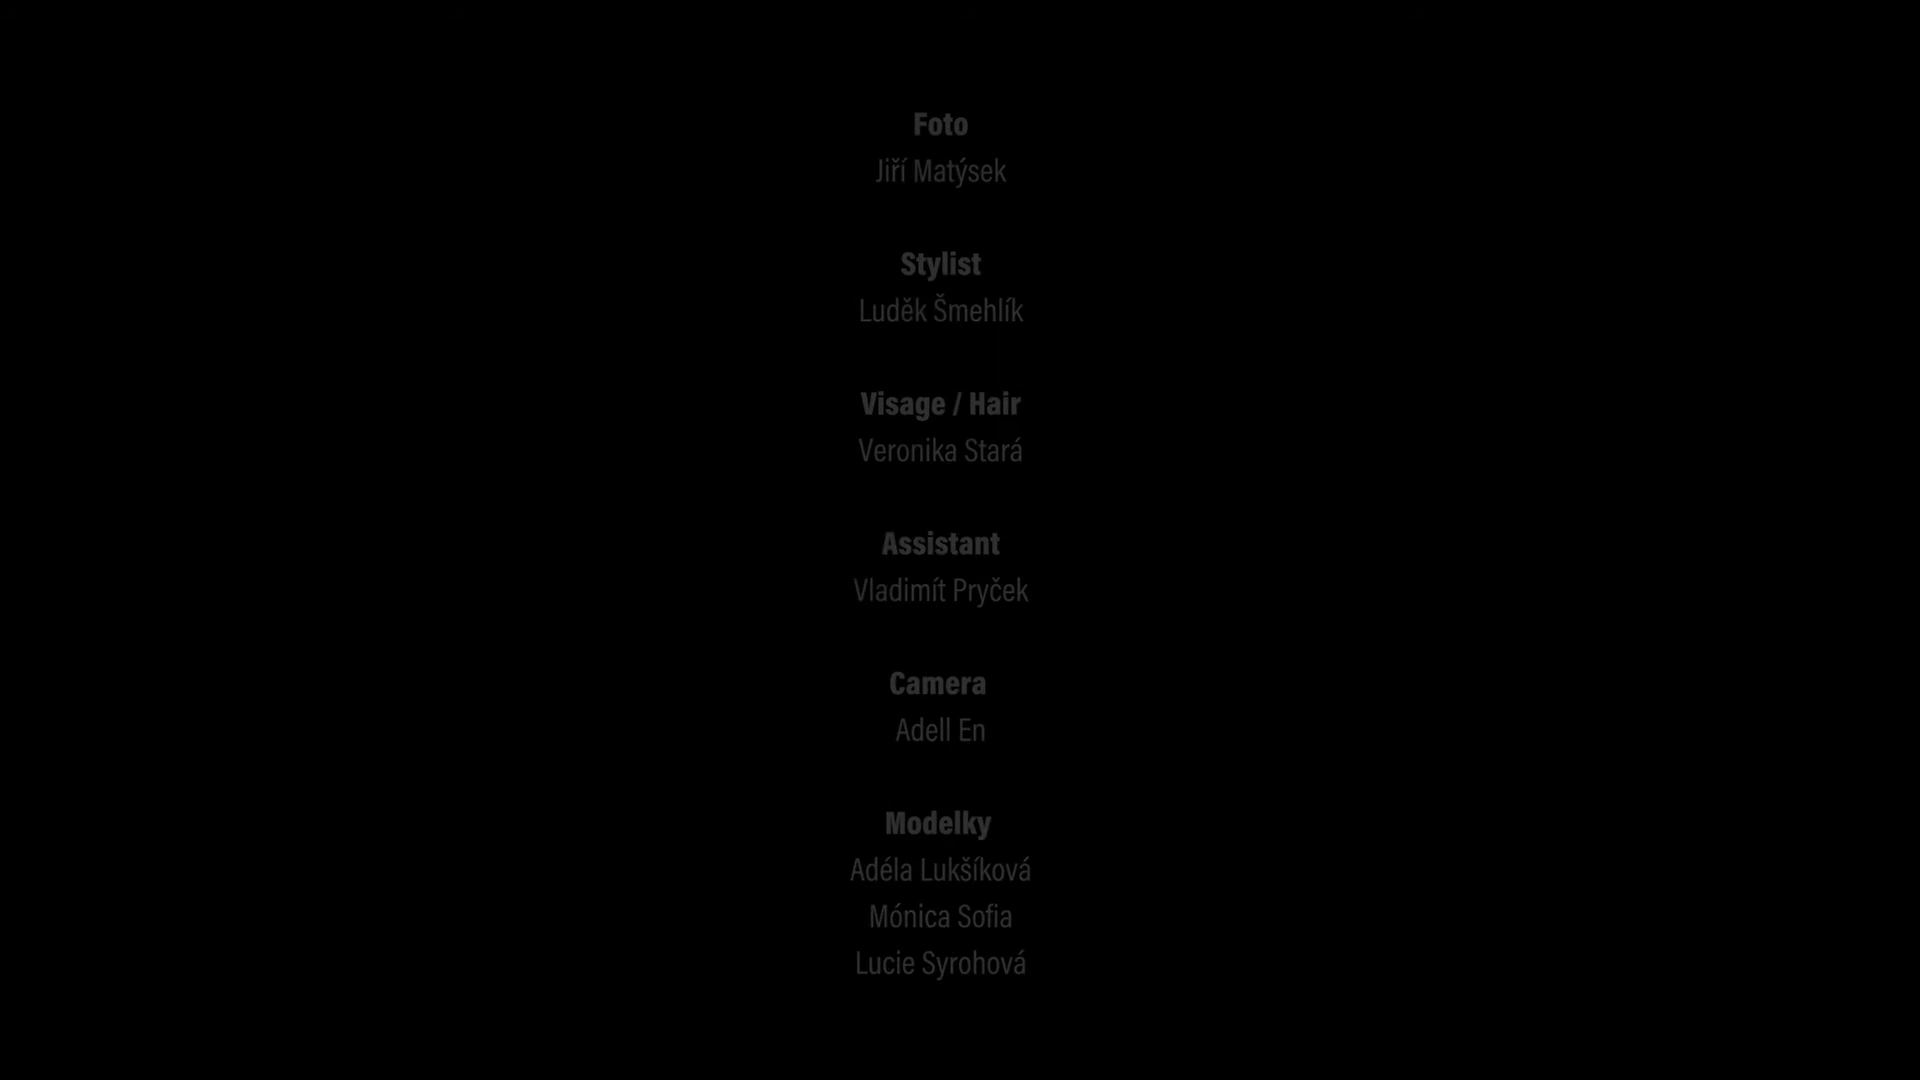 Foto
Jiří Matýsek
Stylist
Luděk Šmehlík
Visage / Hair
Veronika Stará
Assistant
Vladimít Pryček
Camera
Adell En
Modelky
Adéla Lukšíková
Mónica Sofia
Lucie Syrohová